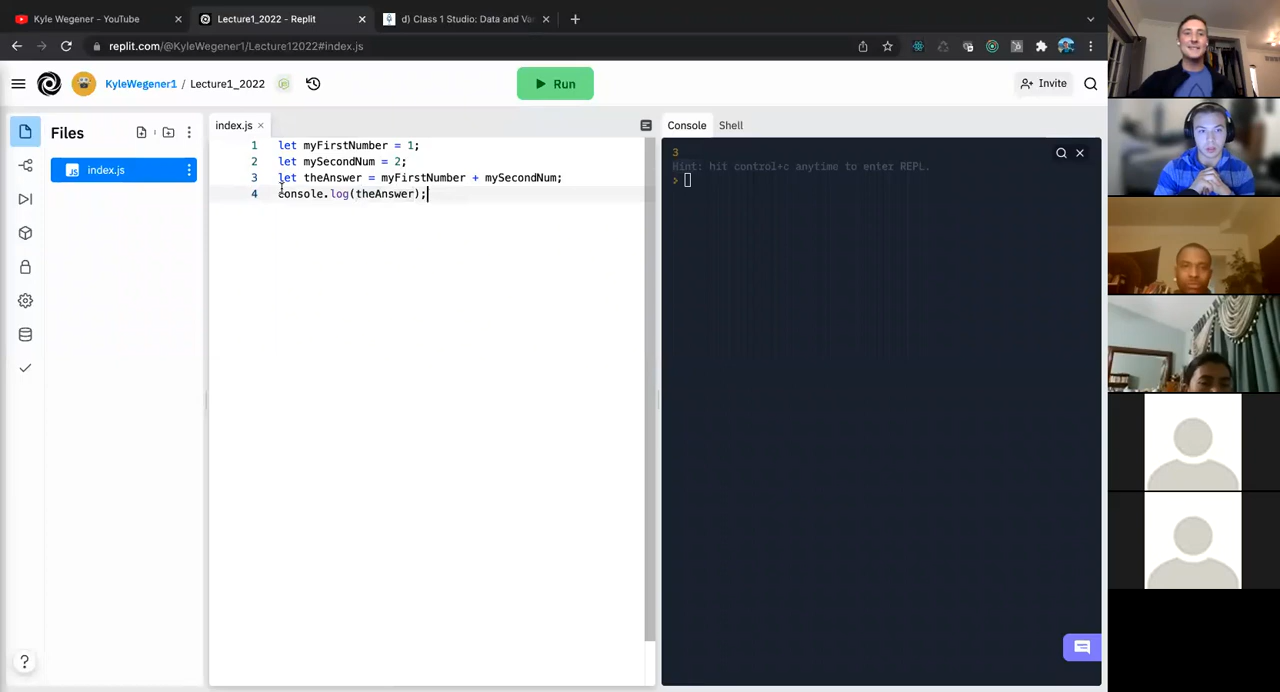 Kyle Wegener - YouTube
Lecture1_2022 - Replit
d) Class 1 Studio: Data and Va
replit.com/@KyleWegener1/Lecture12022#index.js
KyleWegener1 / Lecture1_2022
Run
Invite
Files
index.js
index.js
Console
Shell
1 let myFirstNumber = 1;
2 let mySecondNum = 2;
3 let theAnswer = myFirstNumber + mySecondNum;
4 console.log(theAnswer);
3
Hint: hit control+c anytime to enter REPL.
>
?